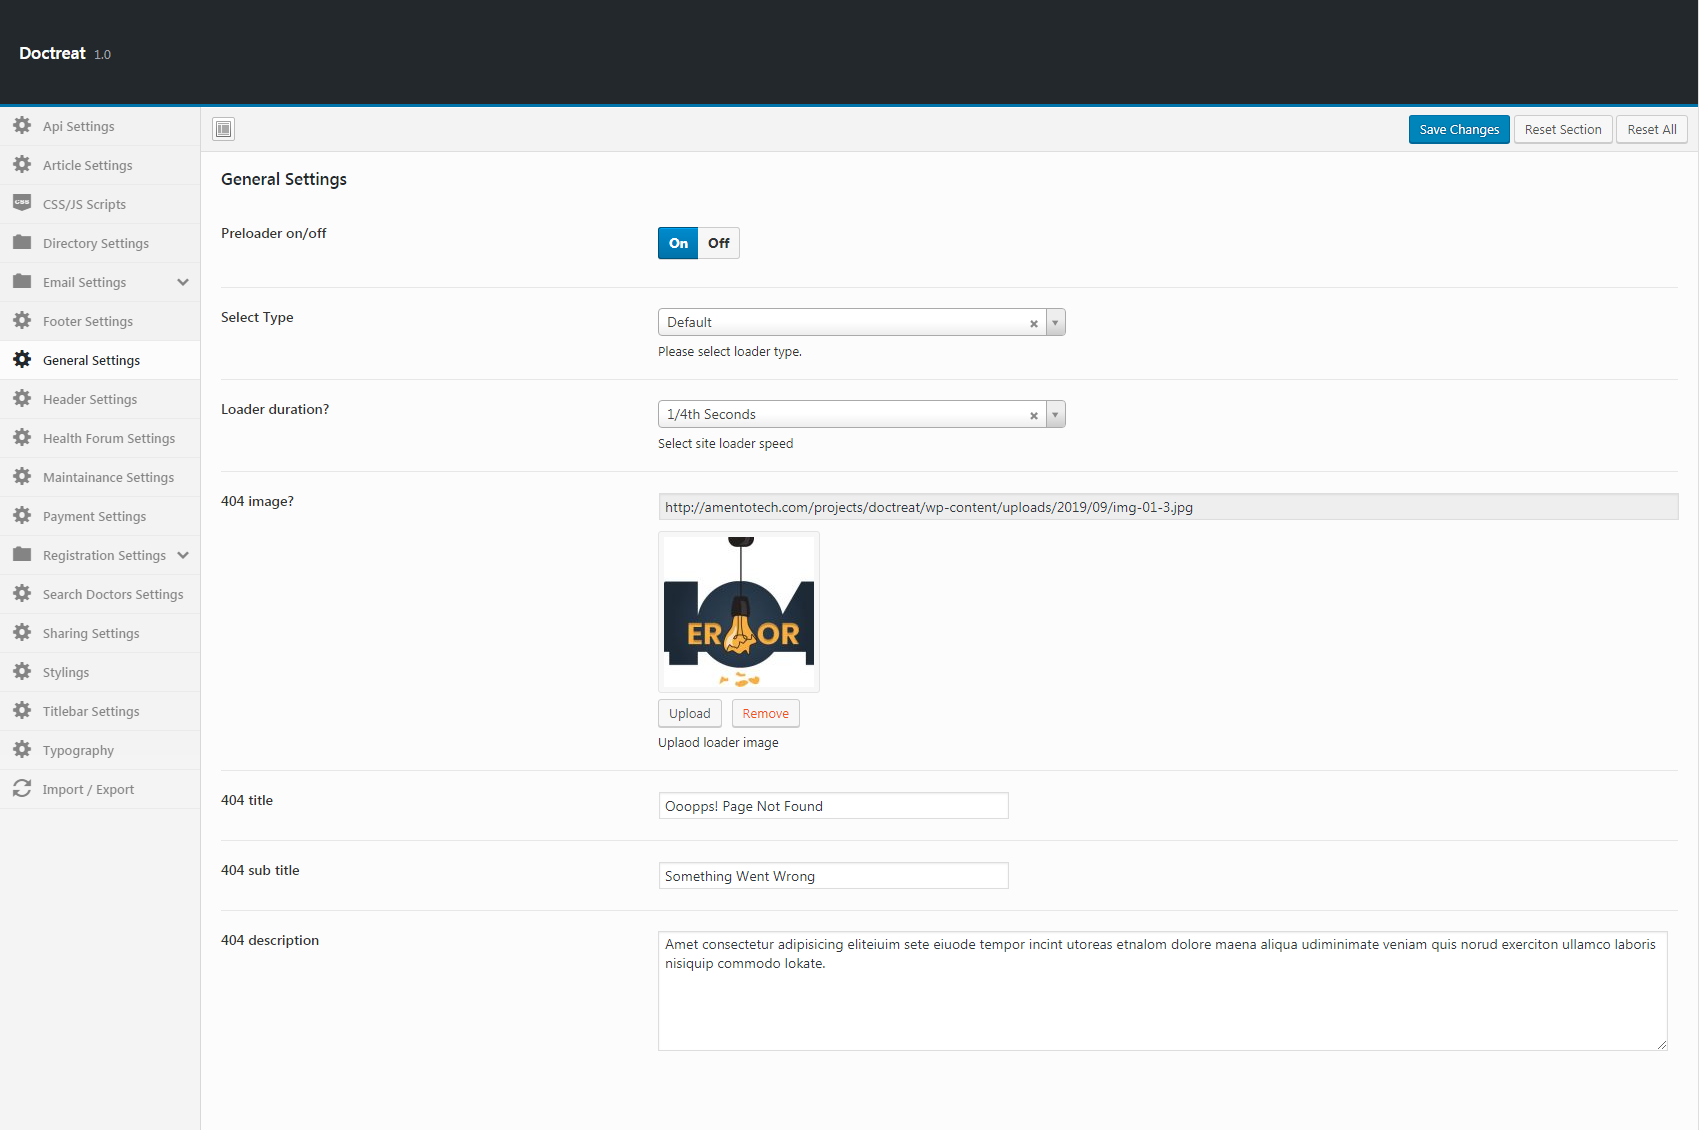 Doctreat 1.0
Api Settings
Article Settings
CSS/JS Scripts
Directory Settings
Email Settings
Footer Settings
General Settings
Header Settings
Health Forum Settings
Maintainance Settings
Payment Settings
Registration Settings
Search Doctors Settings
Sharing Settings
Stylings
Titlebar Settings
Typography
Import / Export
Save Changes
Reset Section
Reset All
General Settings
Preloader on/off
On
Off
Select Type
Default
Please select loader type.
Loader duration?
1/4th Seconds
Select site loader speed
404 image?
http://amentotech.com/projects/doctreat/wp-content/uploads/2019/09/img-01-3.jpg
404
ERROR
Upload
Remove
Uplaod loader image
404 title
Ooopps! Page Not Found
404 sub title
Something Went Wrong
404 description
Amet consectetur adipisicing eliteiuim sete eiuode tempor incint utoreas etnalom dolore maena aliqua udiminimate veniam quis norud exerciton ullamco laboris
nisiquip commodo lokate.